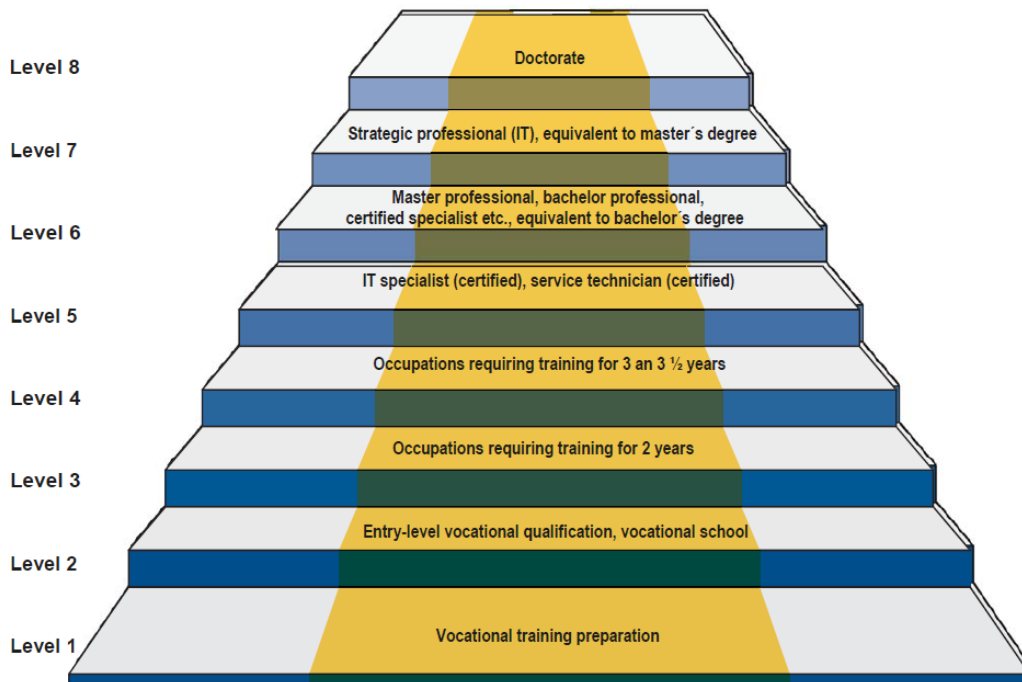 Level 8
Doctorate
Level 7
Strategic professional (IT), equivalent to master´s degree
Level 6
Master professional, bachelor professional,
certified specialist etc., equivalent to bachelor´s degree
Level 5
IT specialist (certified), service technician (certified)
Level 4
Occupations requiring training for 3 an 3 ½ years
Level 3
Occupations requiring training for 2 years
Level 2
Entry-level vocational qualification, vocational school
Level 1
Vocational training preparation